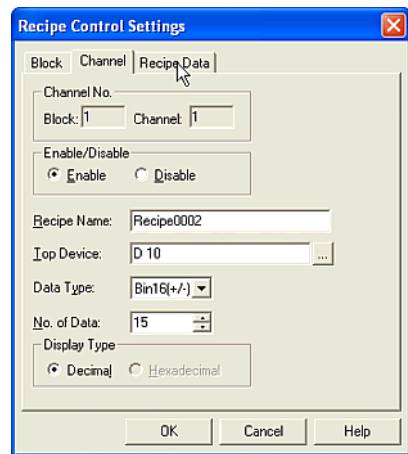 Recipe Control Settings
Block Channel Recipe Data
Channel No.
Block: 1 Channel: 1
Enable/Disable
Enable Disable
Recipe Name: Recipe0002
Top Device: D 10 ...
Data Type: Bin16(+/-)
No. of Data: 15
Display Type
Decimal Hexadecimal
OK Cancel Help